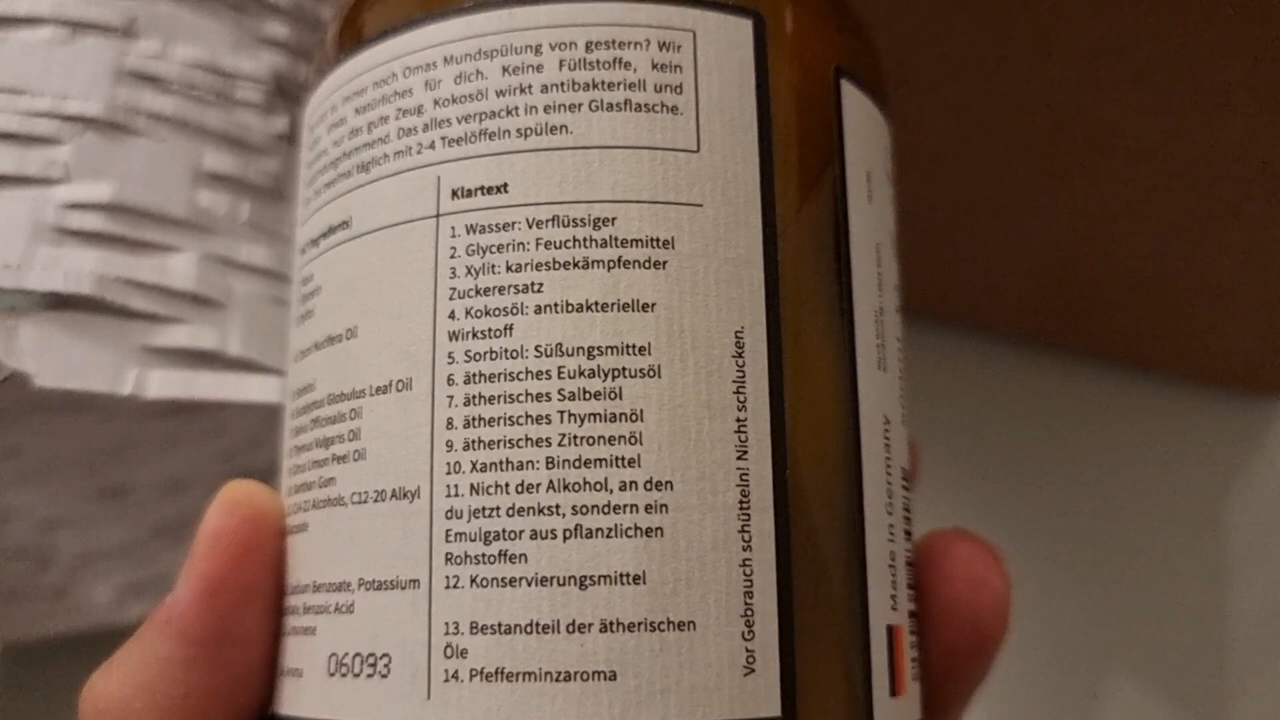 immer noch Omas Mundspülung von gestern? Wir
Natürliches für dich. Keine Füllstoffe, kein
nur das gute Zeug. Kokosöl wirkt antibakteriell und
Das alles verpackt in einer Glasflasche.
täglich mit 2-4 Teelöffeln spülen.
Klartext
1. Wasser: Verflüssiger
2. Glycerin: Feuchthaltemittel
3. Xylit: kariesbekämpfender
Zuckerersatz
4. Kokosöl: antibakterieller
Wirkstoff
5. Sorbitol: Süßungsmittel
6. ätherisches Eukalyptusöl
7. ätherisches Salbeiöl
8. ätherisches Thymianöl
9. ätherisches Zitronenöl
10. Xanthan: Bindemittel
11. Nicht der Alkohol, an den
du jetzt denkst, sondern ein
Emulgator aus pflanzlichen
Rohstoffen
12. Konservierungsmittel
13. Bestandteil der ätherischen
Öle
14. Pfefferminzaroma
Nucifera Oil
Globulus Leaf Oil
Officinalis Oil
Vulgaris Oil
Limon Peel Oil
Xanthan Gum
Alcohols, C12-20 Alkyl
Benzoate, Potassium
Benzoic Acid
06093
Vor Gebrauch schütteln! Nicht schlucken.
Made in Germany